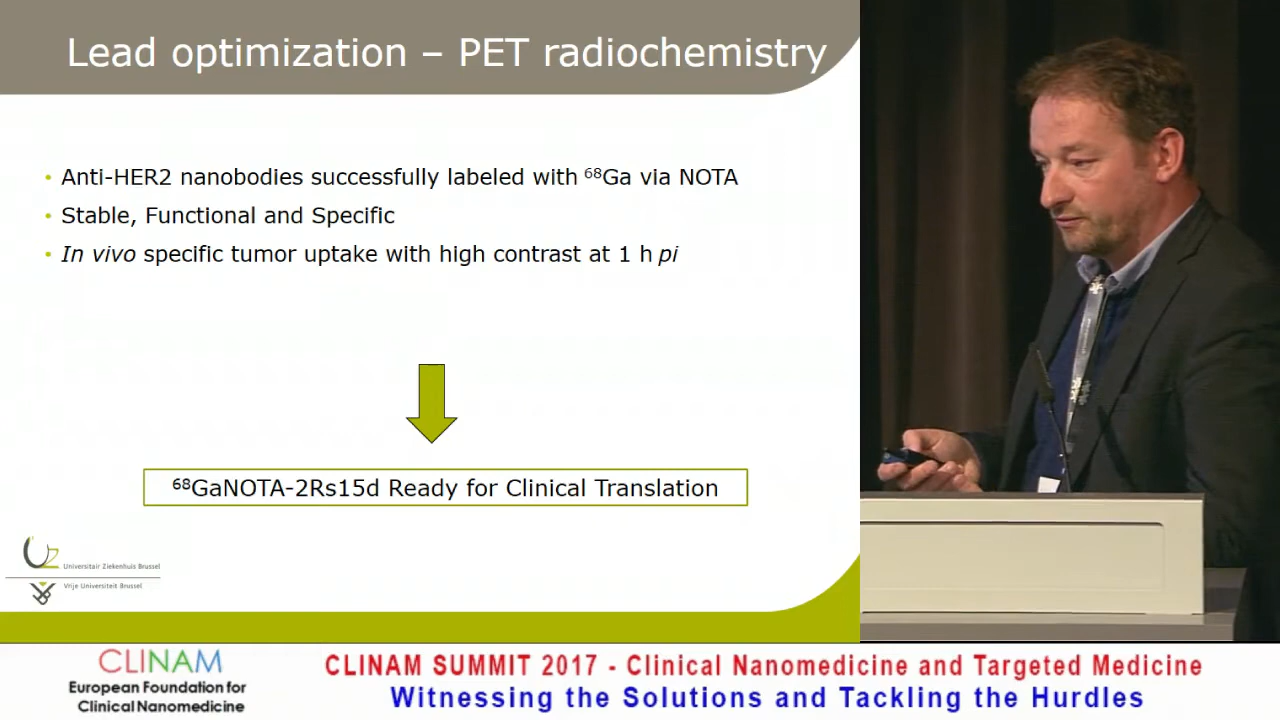 Lead optimization – PET radiochemistry
• Anti-HER2 nanobodies successfully labeled with ⁶⁸Ga via NOTA
• Stable, Functional and Specific
• In vivo specific tumor uptake with high contrast at 1 h pi
⁶⁸GaNOTA-2Rs15d Ready for Clinical Translation
Universitair Ziekenhuis Brussel
Vrije Universiteit Brussel
CLINAM
European Foundation for
Clinical Nanomedicine
CLINAM SUMMIT 2017 - Clinical Nanomedicine and Targeted Medicine
Witnessing the Solutions and Tackling the Hurdles